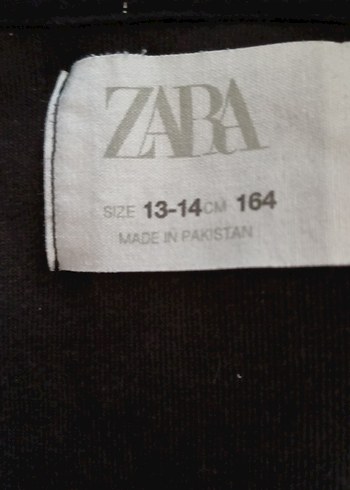 ZARA
SIZE 13-14 CM 164
MADE IN PAKISTAN